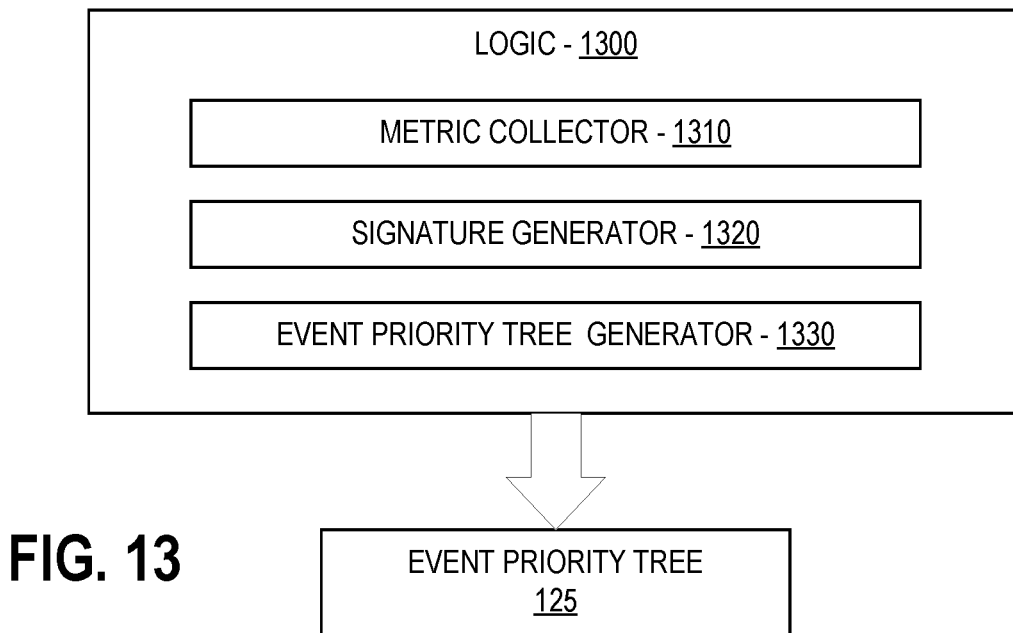 LOGIC - 1300
METRIC COLLECTOR - 1310
SIGNATURE GENERATOR - 1320
EVENT PRIORITY TREE GENERATOR - 1330
FIG. 13
EVENT PRIORITY TREE
125